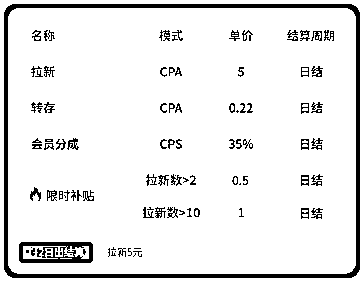 名称 模式 单价 结算周期
拉新 CPA 5 日结
转存 CPA 0.22 日结
会员分成 CPS 35% 日结
限时补贴
拉新数>2 0.5 日结
拉新数>10 1 日结
拉新5元